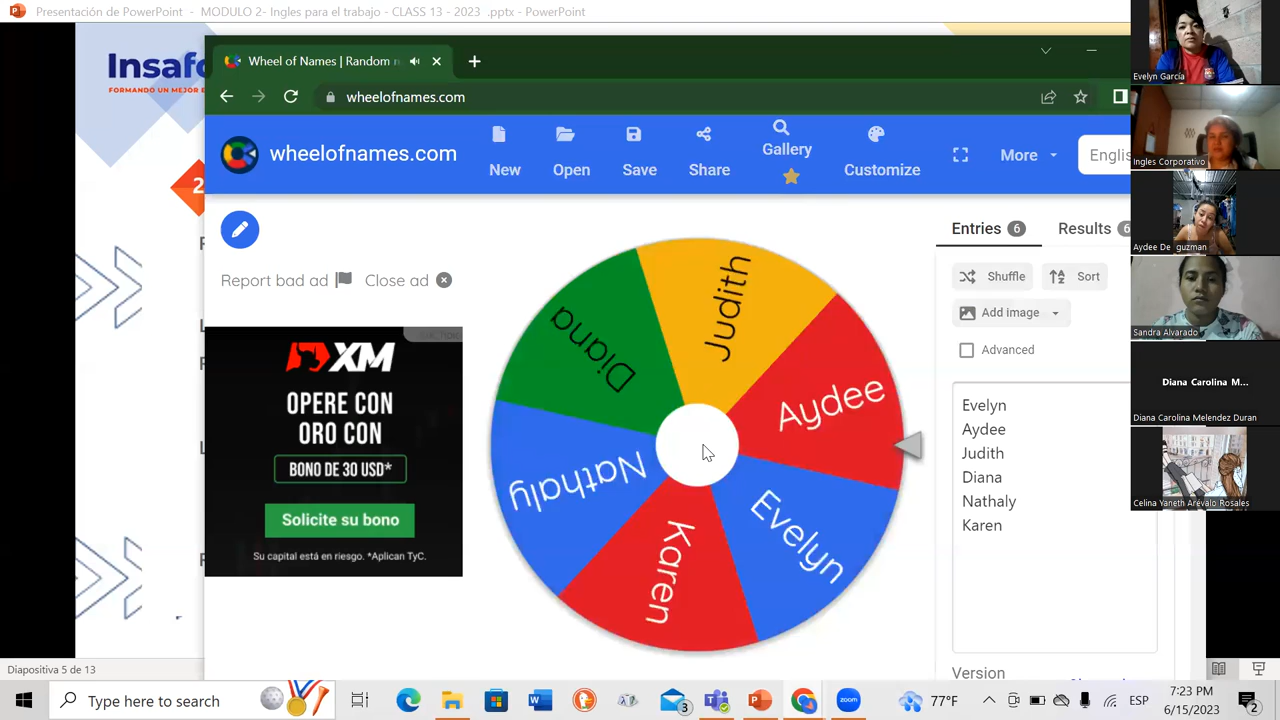 Presentación de PowerPoint - MODULO 2- Ingles para el trabajo - CLASS 13 - 2023 .pptx - PowerPoint
Insafo
FORMANDO UN MEJOR E
2
Wheel of Names | Random
wheelofnames.com
wheelofnames.com
New
Open
Save
Share
Gallery
Customize
More
Englis
Report bad ad
Close ad
XM
OPERE CON
ORO CON
BONO DE 30 USD*
Solicite su bono
Su capital está en riesgo. *Aplican TyC.
Judith
Aydee
Evelyn
Karen
Nathaly
Diana
Entries 6
Results 6
Shuffle
Sort
Add image
Advanced
Evelyn
Aydee
Judith
Diana
Nathaly
Karen
Version
Evelyn García
Ingles Corporativo
Aydee De guzman
Sandra Alvarado
Diana Carolina M...
Diana Carolina Melendez Duran
Celina Yaneth Arévalo Rosales
Diapositiva 5 de 13
Type here to search
3
zoom
77°F
ESP
7:23 PM
6/15/2023
2